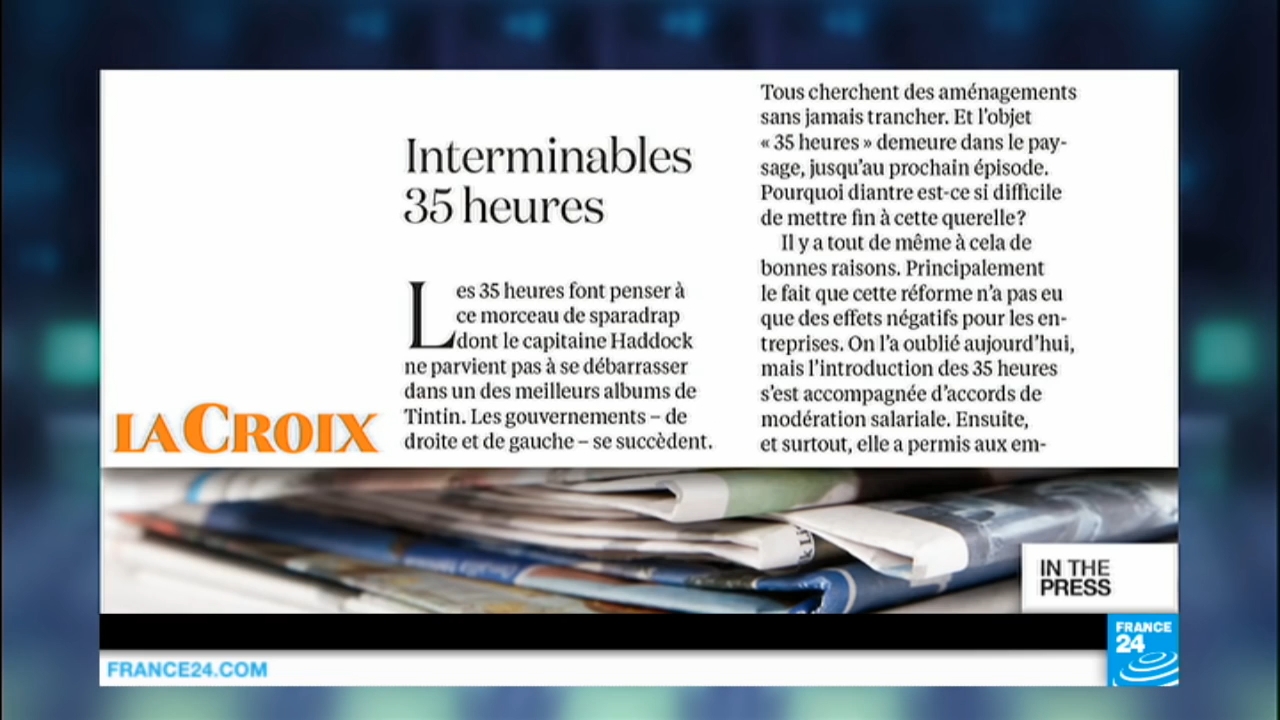 Interminables
35 heures
Les 35 heures font penser à
ce morceau de sparadrap
dont le capitaine Haddock
ne parvient pas à se débarrasser
dans un des meilleurs albums de
Tintin. Les gouvernements – de
droite et de gauche – se succèdent.
Tous cherchent des aménagements
sans jamais trancher. Et l'objet
« 35 heures » demeure dans le pay-
sage, jusqu'au prochain épisode.
Pourquoi diantre est-ce si difficile
de mettre fin à cette querelle?
Il y a tout de même à cela de
bonnes raisons. Principalement
le fait que cette réforme n'a pas eu
que des effets négatifs pour les en-
treprises. On l'a oublié aujourd'hui,
mais l'introduction des 35 heures
s'est accompagnée d'accords de
modération salariale. Ensuite,
et surtout, elle a permis aux em-
LA CROIX
IN THE
PRESS
FRANCE
24
FRANCE24.COM